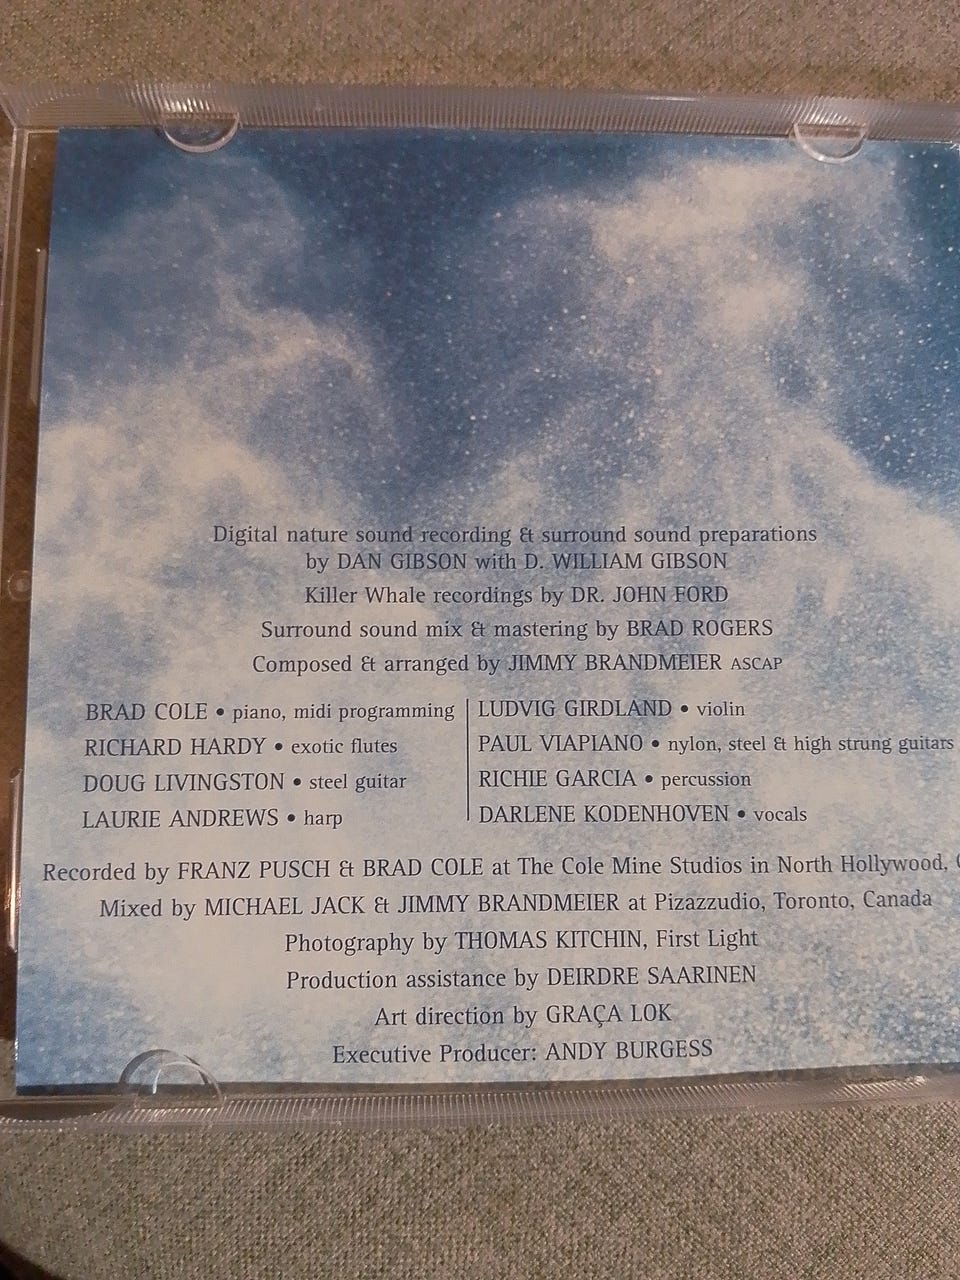 Digital nature sound recording & surround sound preparations
by DAN GIBSON with D. WILLIAM GIBSON
Killer Whale recordings by DR. JOHN FORD
Surround sound mix & mastering by BRAD ROGERS
Composed & arranged by JIMMY BRANDMEIER ASCAP
BRAD COLE • piano, midi programming
RICHARD HARDY • exotic flutes
DOUG LIVINGSTON • steel guitar
LAURIE ANDREWS • harp
LUDVIG GIRDLAND • violin
PAUL VIAPIANO • nylon, steel & high strung guitars
RICHIE GARCIA • percussion
DARLENE KODENHOVEN • vocals
Recorded by FRANZ PUSCH & BRAD COLE at The Cole Mine Studios in North Hollywood,
Mixed by MICHAEL JACK & JIMMY BRANDMEIER at Pizazzudio, Toronto, Canada
Photography by THOMAS KITCHIN, First Light
Production assistance by DEIRDRE SAARINEN
Art direction by GRAÇA LOK
Executive Producer: ANDY BURGESS